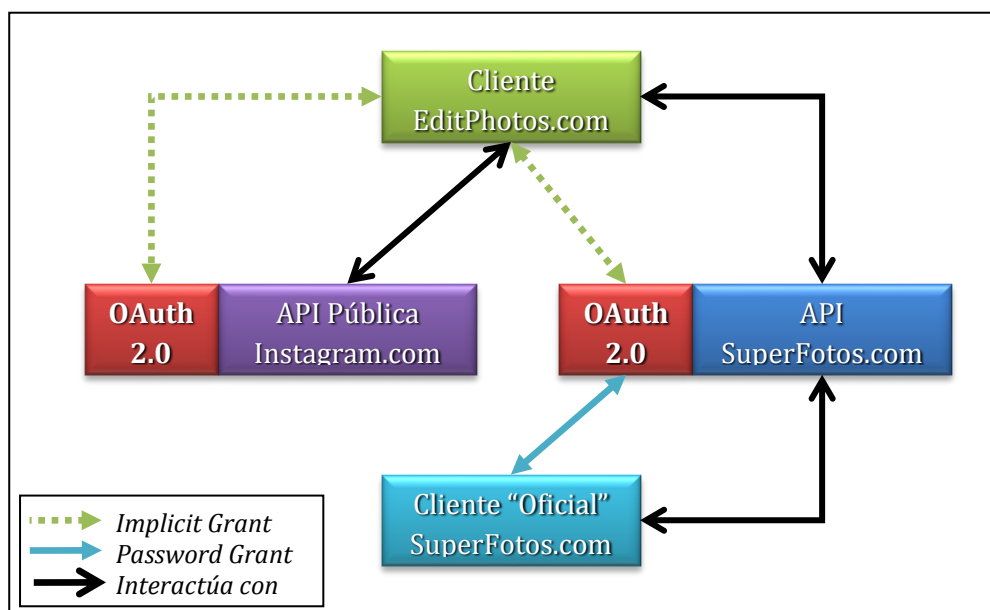 Cliente
EditPhotos.com
OAuth
2.0
API Pública
Instagram.com
OAuth
2.0
API
SuperFotos.com
Cliente “Oficial”
SuperFotos.com
Implicit Grant
Password Grant
Interactúa con